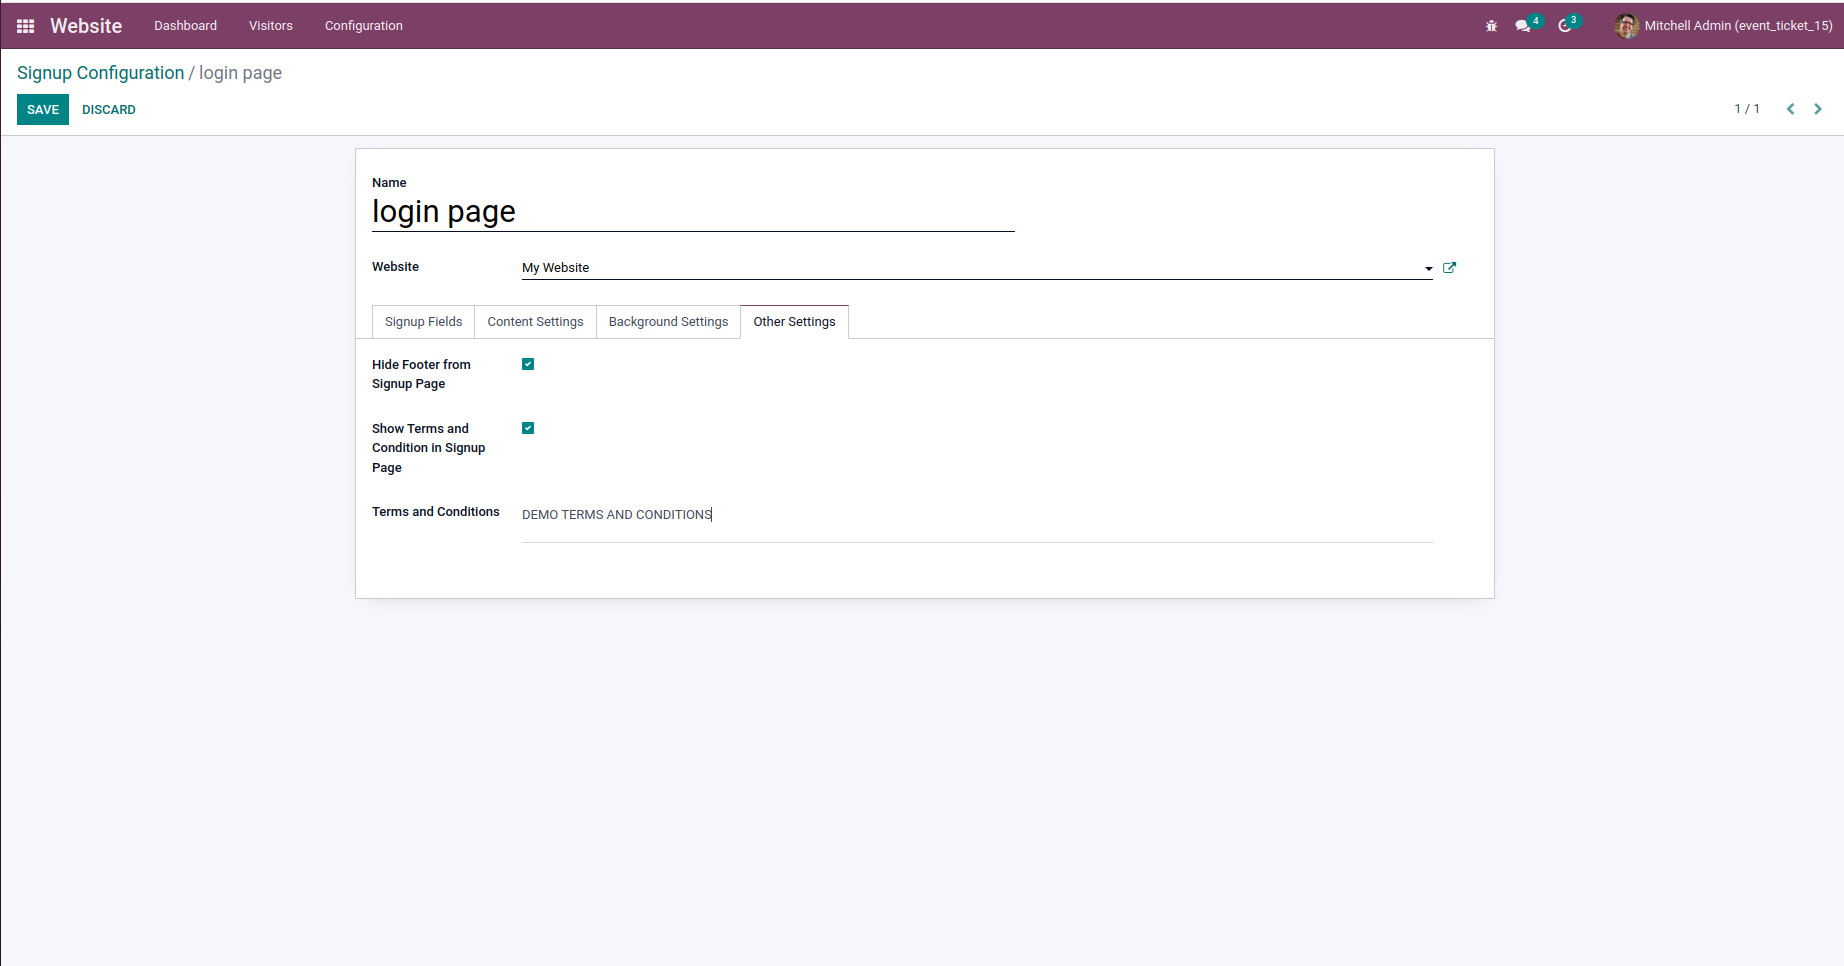 Website Dashboard Visitors Configuration 4 3 Mitchell Admin (event_ticket_15)
Signup Configuration / login page
SAVE DISCARD 1 / 1
Name
login page
Website My Website
Signup Fields Content Settings Background Settings Other Settings
Hide Footer from
Signup Page
Show Terms and
Condition in Signup
Page
Terms and Conditions DEMO TERMS AND CONDITIONS